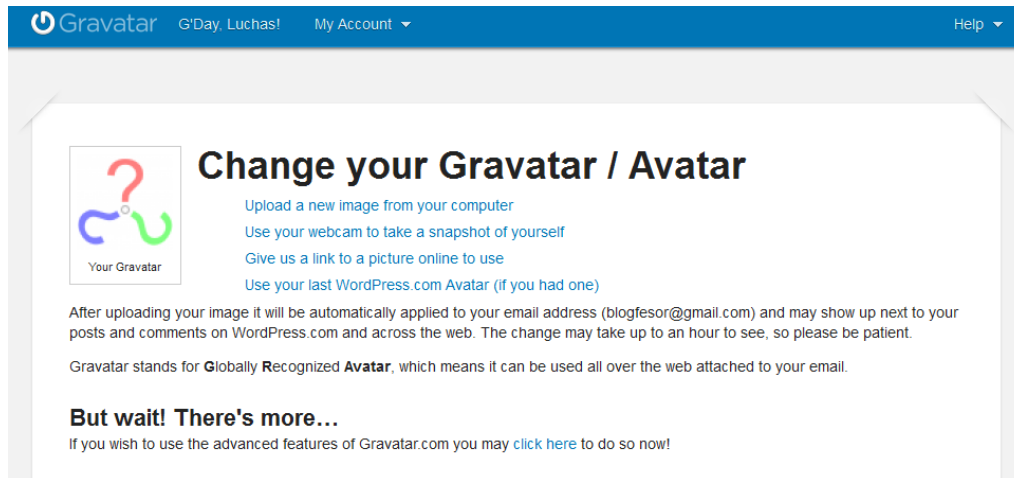 Gravatar G'Day, Luchas! My Account Help
Change your Gravatar / Avatar
Upload a new image from your computer
Use your webcam to take a snapshot of yourself
Give us a link to a picture online to use
Use your last WordPress.com Avatar (if you had one)
Your Gravatar
After uploading your image it will be automatically applied to your email address (blogfesor@gmail.com) and may show up next to your
posts and comments on WordPress.com and across the web. The change may take up to an hour to see, so please be patient.
Gravatar stands for Globally Recognized Avatar, which means it can be used all over the web attached to your email.
But wait! There's more...
If you wish to use the advanced features of Gravatar.com you may click here to do so now!